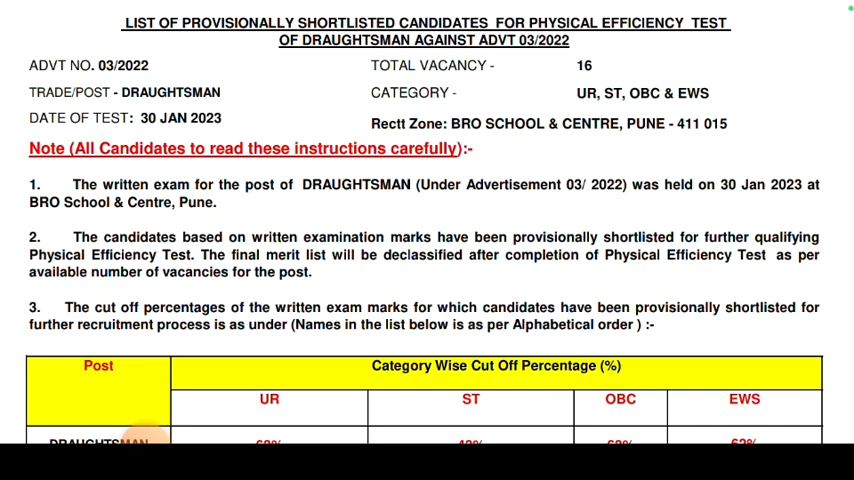 LIST OF PROVISIONALLY SHORTLISTED CANDIDATES FOR PHYSICAL EFFICIENCY TEST
OF DRAUGHTSMAN AGAINST ADVT 03/2022
ADVT NO. 03/2022 TOTAL VACANCY - 16
TRADE/POST - DRAUGHTSMAN CATEGORY - UR, ST, OBC & EWS
DATE OF TEST: 30 JAN 2023 Rectt Zone: BRO SCHOOL & CENTRE, PUNE - 411 015
Note (All Candidates to read these instructions carefully):-
1. The written exam for the post of DRAUGHTSMAN (Under Advertisement 03/ 2022) was held on 30 Jan 2023 at
BRO School & Centre, Pune.
2. The candidates based on written examination marks have been provisionally shortlisted for further qualifying
Physical Efficiency Test. The final merit list will be declassified after completion of Physical Efficiency Test as per
available number of vacancies for the post.
3. The cut off percentages of the written exam marks for which candidates have been provisionally shortlisted for
further recruitment process is as under (Names in the list below is as per Alphabetical order ) :-
Post Category Wise Cut Off Percentage (%)
UR ST OBC EWS
DRAUGHTSMAN